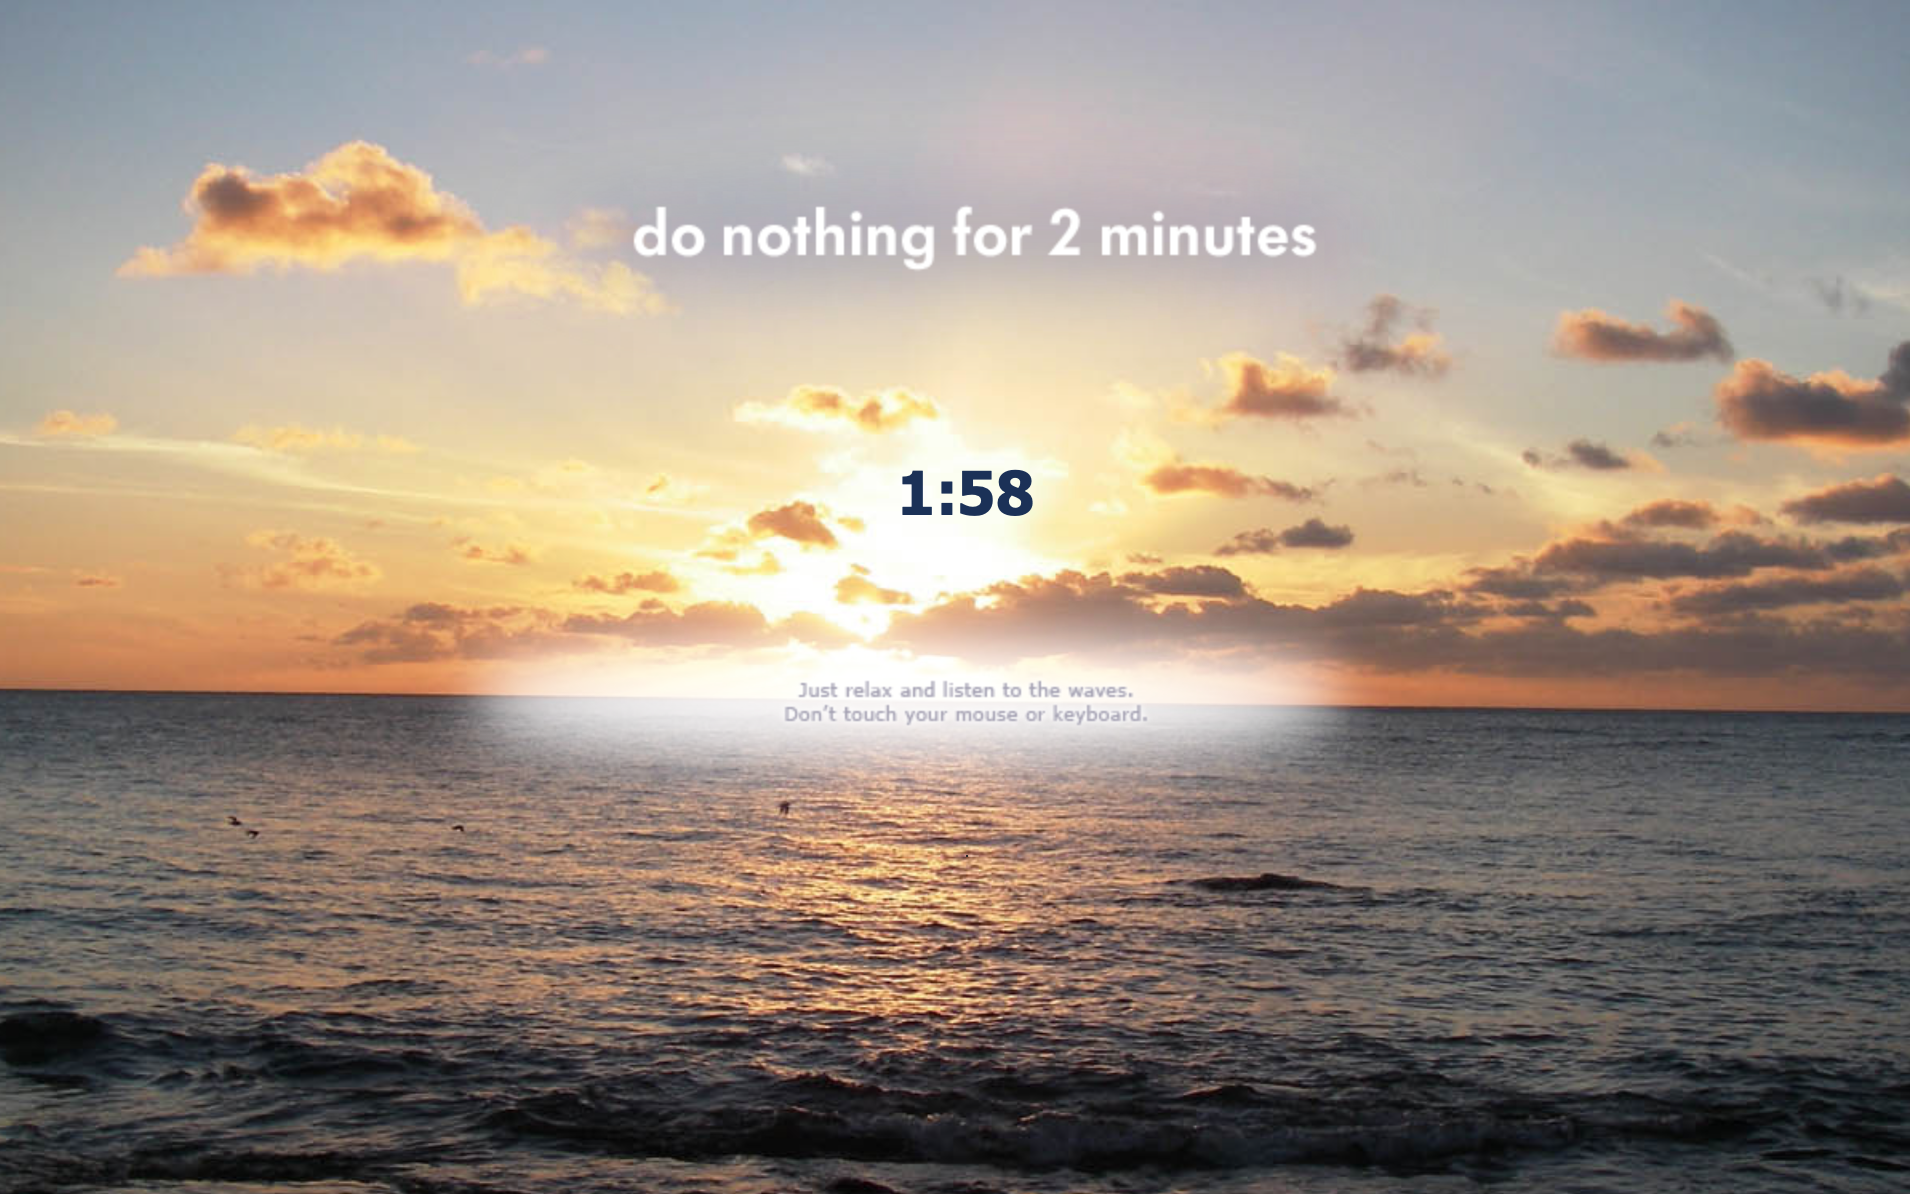 do nothing for 2 minutes
1:58
Just relax and listen to the waves.
Don't touch your mouse or keyboard.